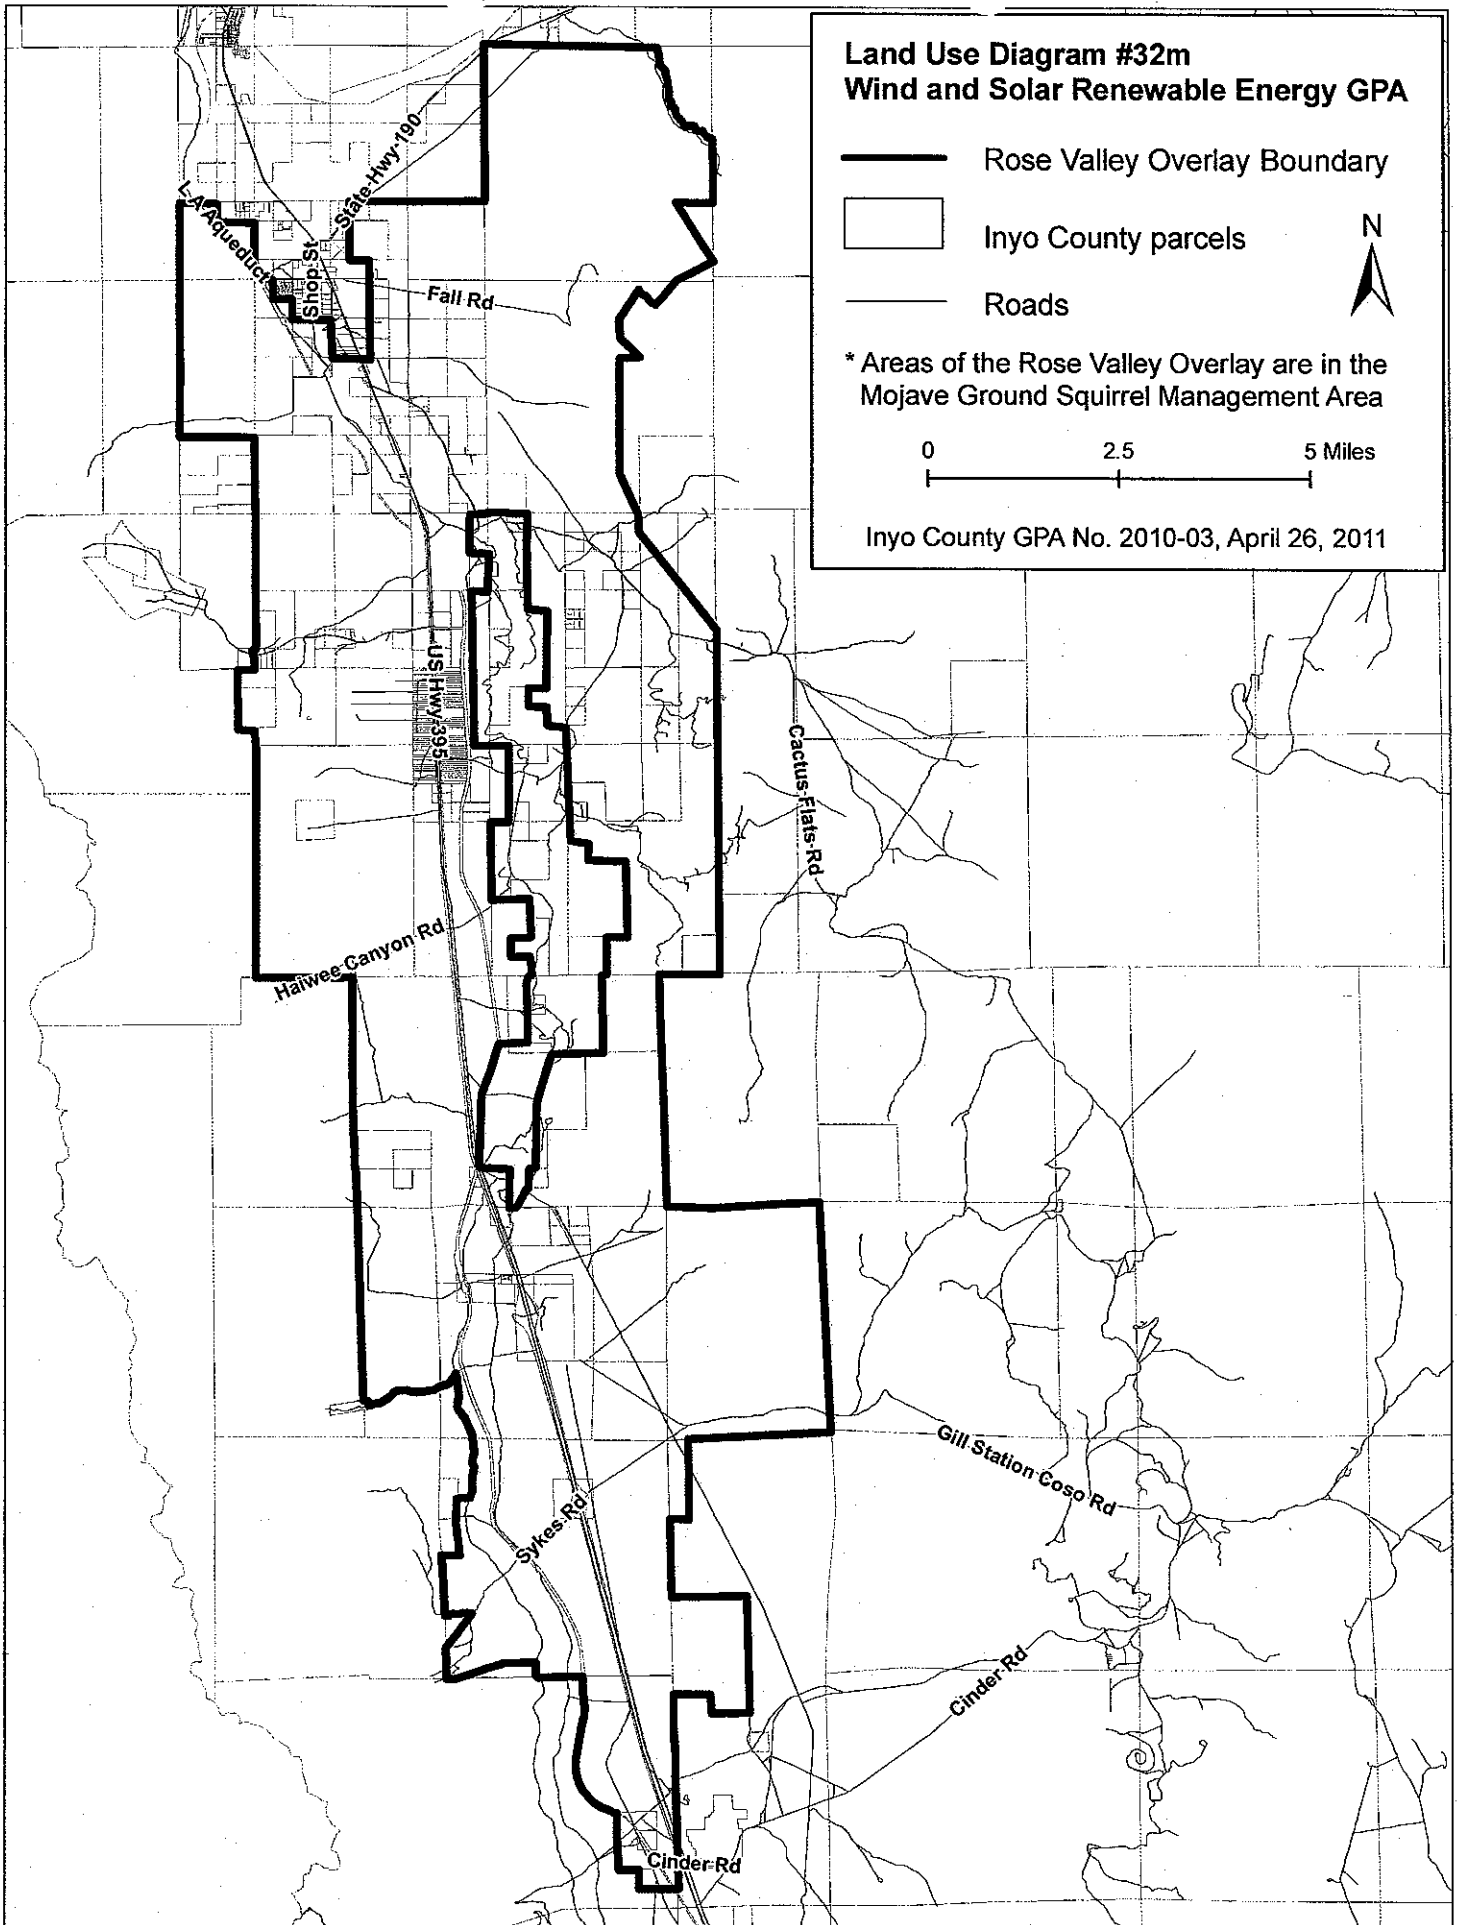 Land Use Diagram #32m
Wind and Solar Renewable Energy GPA
Rose Valley Overlay Boundary
Inyo County parcels
N
Roads
* Areas of the Rose Valley Overlay are in the
Mojave Ground Squirrel Management Area
0 2.5 5 Miles
Inyo County GPA No. 2010-03, April 26, 2011
State Hwy 190
L A Aqueduct
Shop St
Fall Rd
US Hwy 395
Cactus Flats Rd
Haiwee Canyon Rd
Gill Station Coso Rd
Sykes Rd
Cinder Rd
Cinder Rd